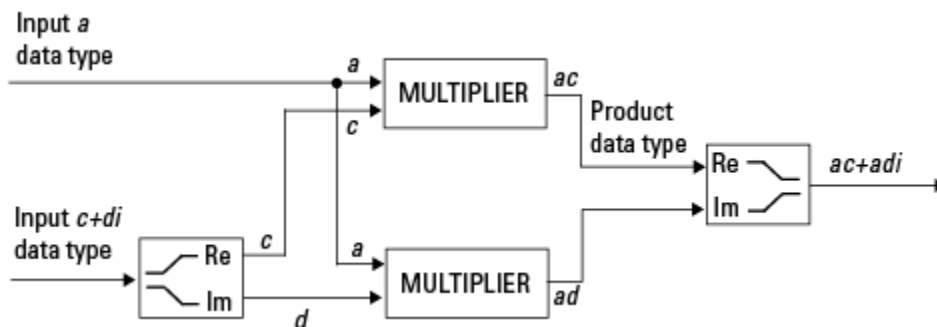 Input a
data type
a
MULTIPLIER
ac
c
Product
data type
Re
Im
ac+adi
Input c+di
data type
Re
Im
c
d
a
MULTIPLIER
ad